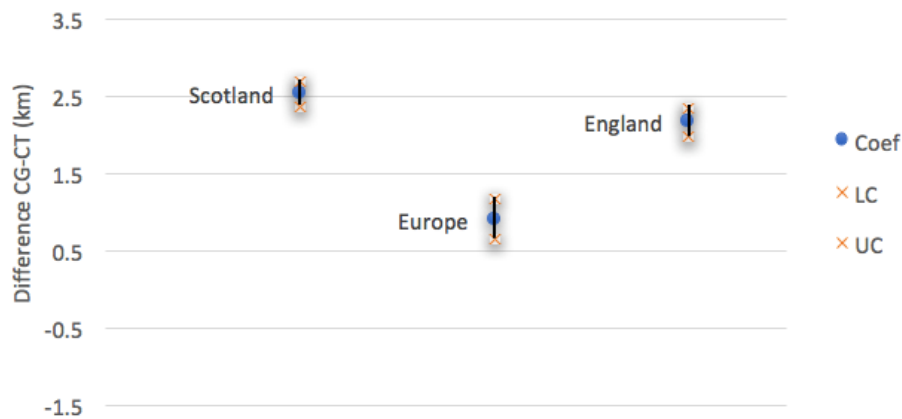 3.5
2.5
1.5
0.5
-0.5
-1.5
Difference CG-CT (km)
Scotland
England
Europe
Coef
LC
UC